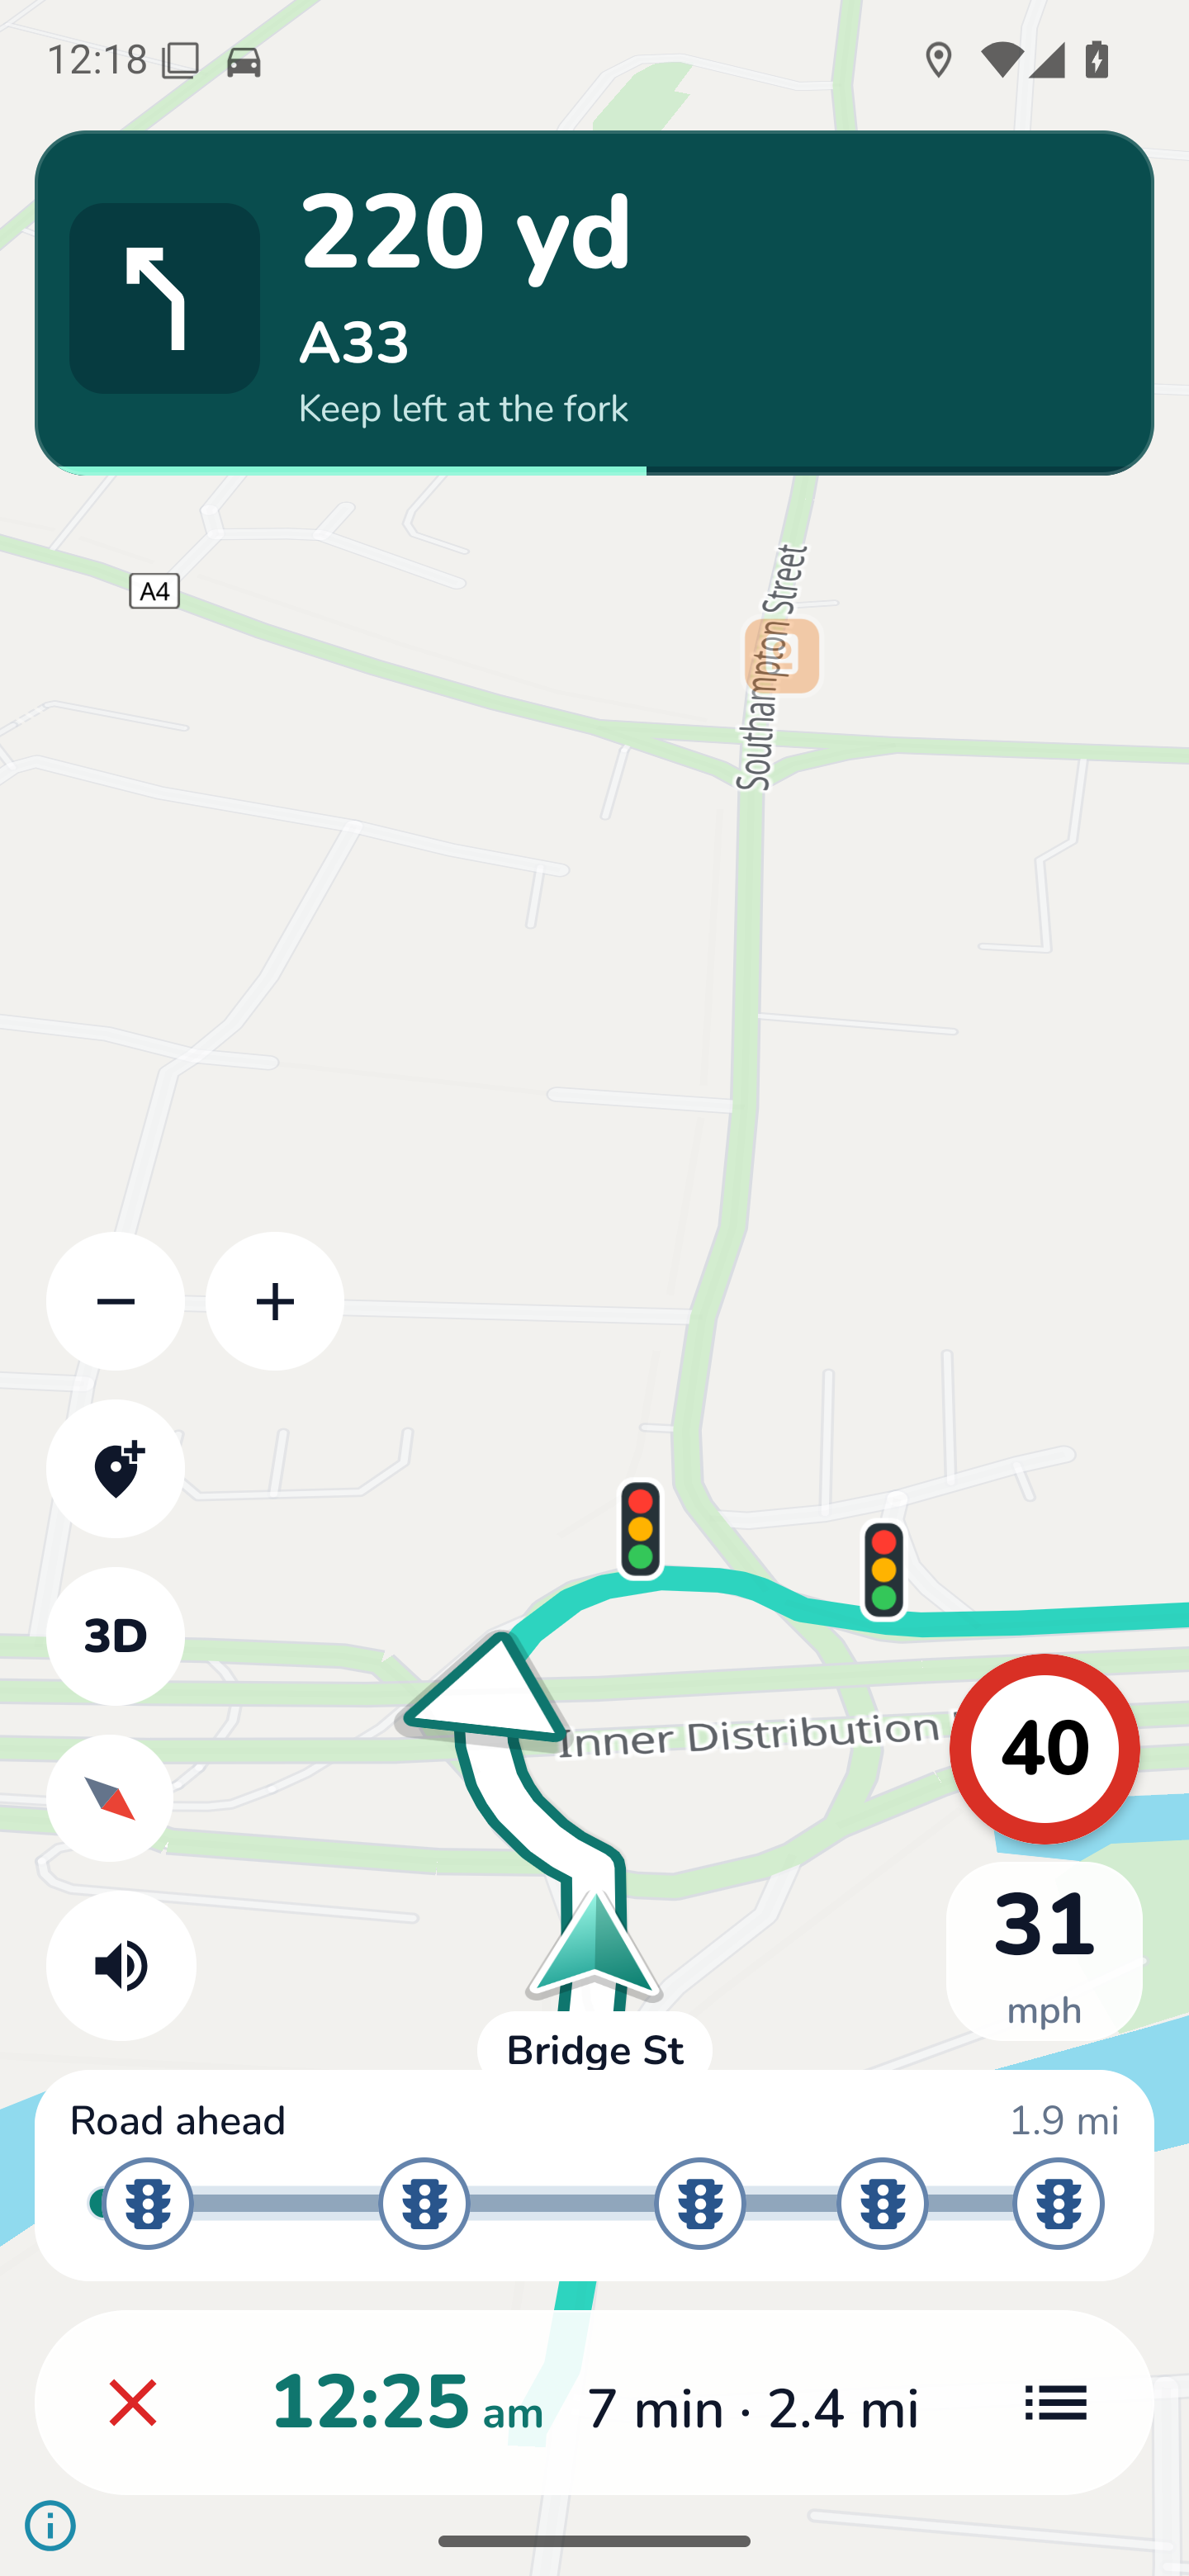 12:18
220 yd
A33
Keep left at the fork
A4
Southampton Street
3D
Inner Distribution
40
31
mph
Bridge St
Road ahead
1.9 mi
12:25 am
7 min · 2.4 mi